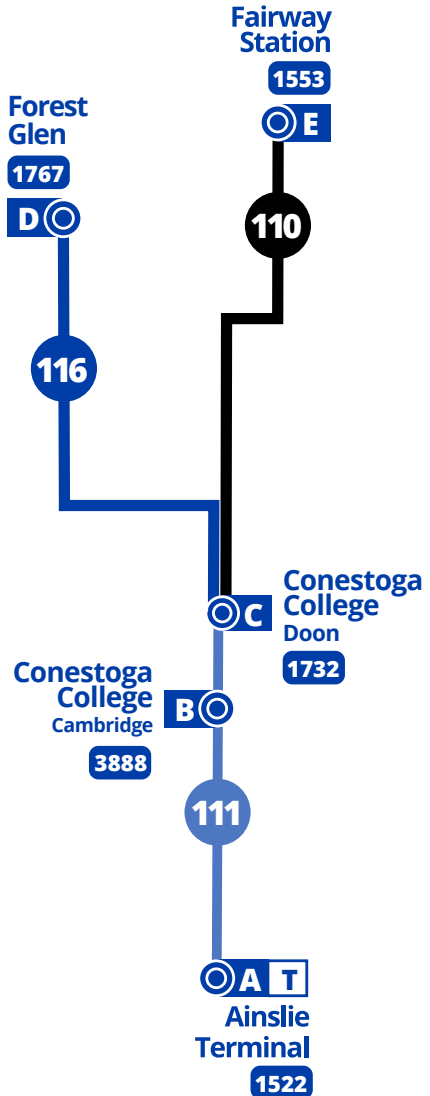 Fairway
Station
1553
E
Forest
Glen
1767
D
110
116
C
Conestoga
College
Doon
1732
Conestoga
College
Cambridge
B
3888
111
A T
Ainslie
Terminal
1522